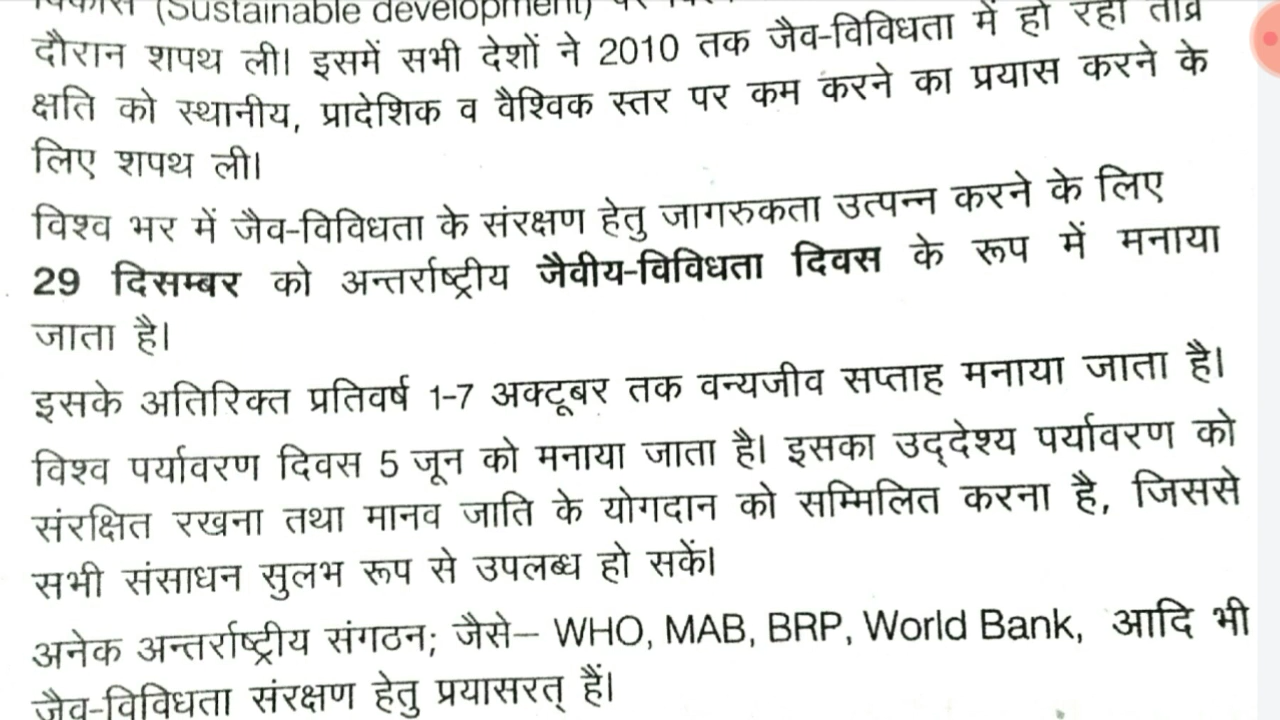 (Sustainable development)
दौरान शपथ ली। इसमें सभी देशों ने 2010 तक जैव-विविधता में हो रही तीव्र
क्षति को स्थानीय, प्रादेशिक व वैश्विक स्तर पर कम करने का प्रयास करने के
लिए शपथ ली।
विश्व भर में जैव-विविधता के संरक्षण हेतु जागरुकता उत्पन्न करने के लिए
29 दिसम्बर को अन्तर्राष्ट्रीय जैवीय-विविधता दिवस के रूप में मनाया
जाता है।
इसके अतिरिक्त प्रतिवर्ष 1-7 अक्टूबर तक वन्यजीव सप्ताह मनाया जाता है।
विश्व पर्यावरण दिवस 5 जून को मनाया जाता है। इसका उद्देश्य पर्यावरण को
संरक्षित रखना तथा मानव जाति के योगदान को सम्मिलित करना है, जिससे
सभी संसाधन सुलभ रूप से उपलब्ध हो सकें।
अनेक अन्तर्राष्ट्रीय संगठन; जैसे– WHO, MAB, BRP, World Bank, आदि भी
जैव-विविधता संरक्षण हेतु प्रयासरत् हैं।